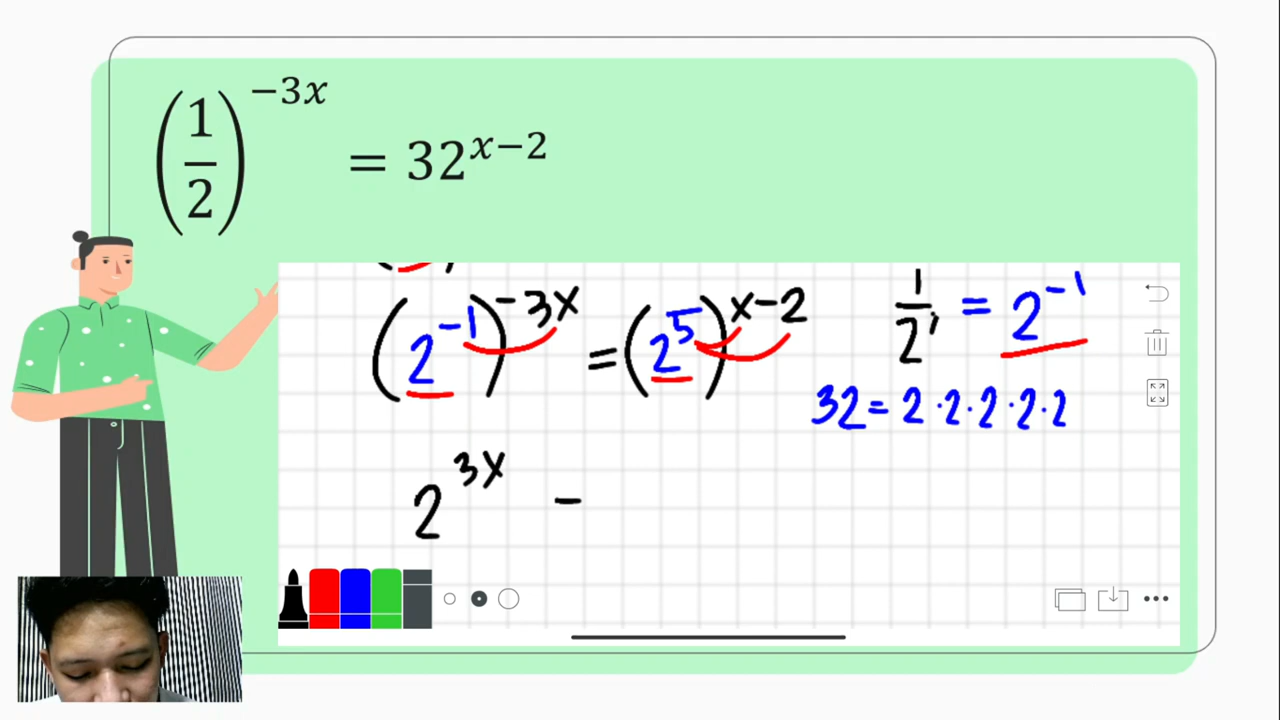 (1/2)^{-3x} = 32^{x-2}
(2^{-1})^{-3x} = (2^5)^{x-2}
1/2, = 2^{-1}
32 = 2 · 2 · 2 · 2 · 2
2^{3x} -